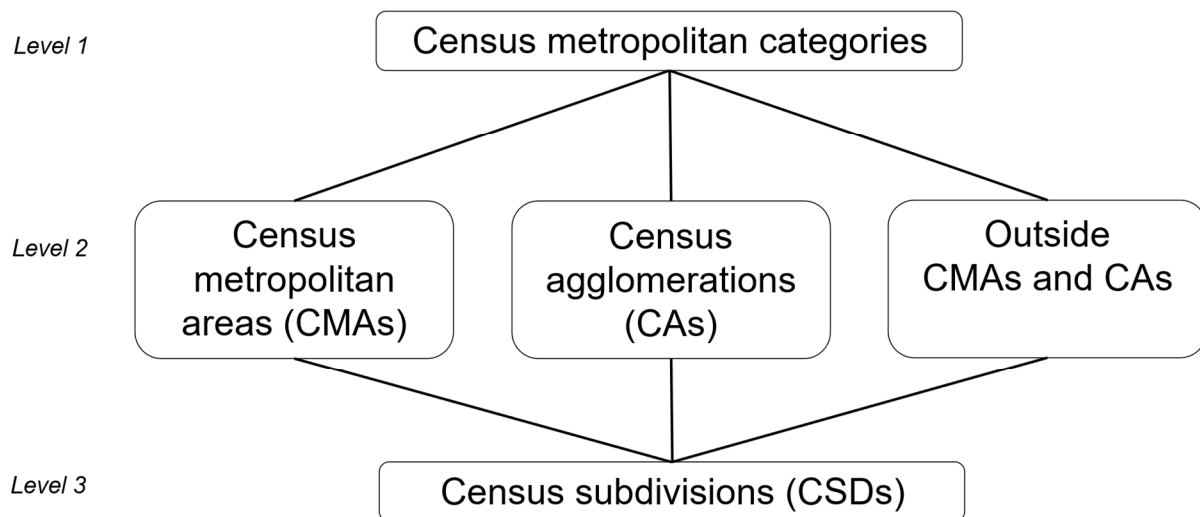 Level 1
Census metropolitan categories
Level 2
Census
metropolitan
areas (CMAs)
Census
agglomerations
(CAs)
Outside
CMAs and CAs
Level 3
Census subdivisions (CSDs)